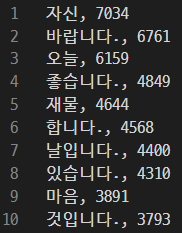 1 자신, 7034
2 바랍니다., 6761
3 오늘, 6159
4 좋습니다., 4849
5 재물, 4644
6 합니다., 4568
7 날입니다., 4400
8 있습니다., 4310
9 마음, 3891
10 것입니다., 3793